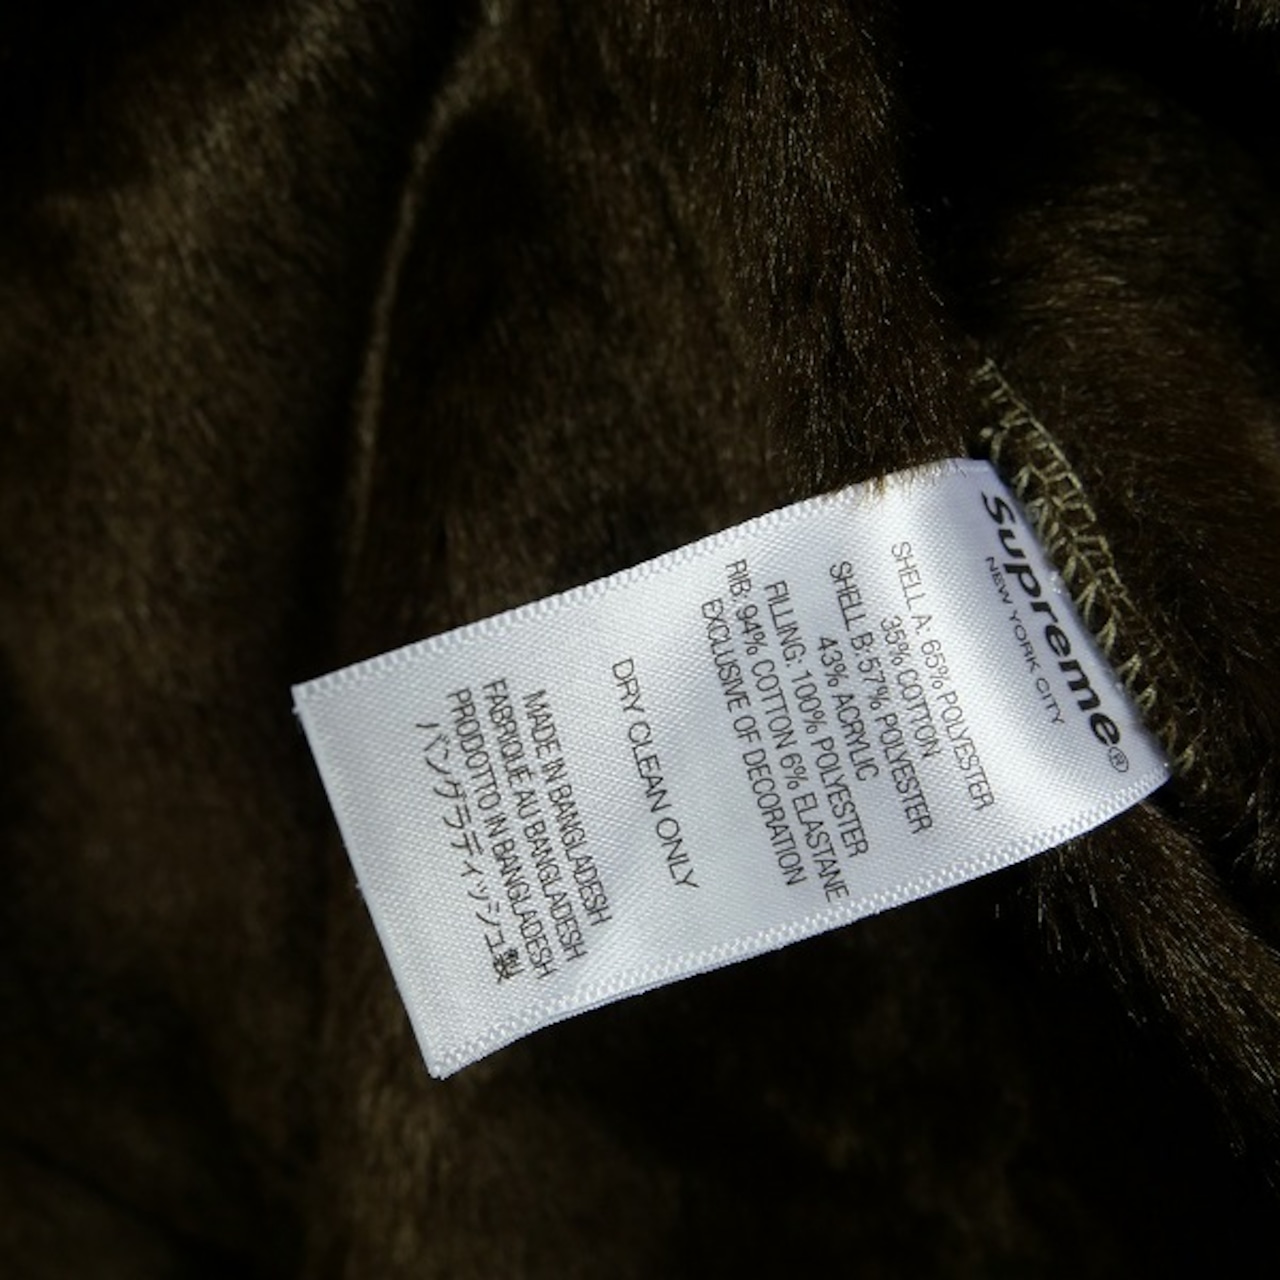 Supreme®
NEW YORK CITY
SHELL A: 65% POLYESTER
35% COTTON
SHELL B: 57% POLYESTER
43% ACRYLIC
FILLING: 100% POLYESTER
RIB: 94% COTTON 6% ELASTANE
EXCLUSIVE OF DECORATION
DRY CLEAN ONLY
MADE IN BANGLADESH
FABRIQUÉ AU BANGLADESH
PRODOTTO IN BANGLADESH
バングラディッシュ製